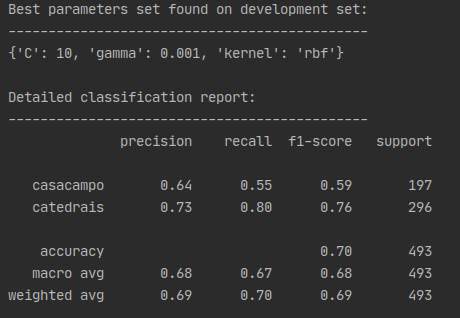 Best parameters set found on development set:
---------------------------------------------
{'C': 10, 'gamma': 0.001, 'kernel': 'rbf'}
Detailed classification report:
---------------------------------------------
precision recall f1-score support
casacampo 0.64 0.55 0.59 197
catedrais 0.73 0.80 0.76 296
accuracy 0.70 493
macro avg 0.68 0.67 0.68 493
weighted avg 0.69 0.70 0.69 493